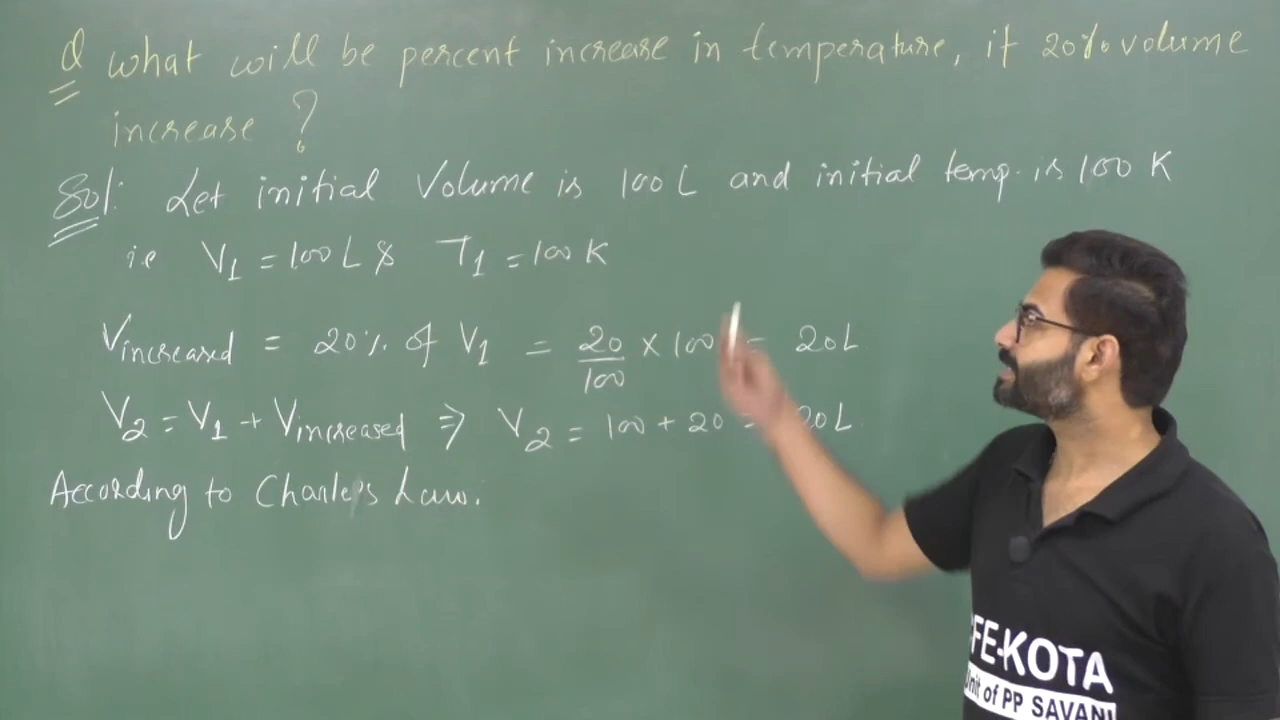 Q what will be percent increase in temperature, if 20% volume
increase ?
Sol: Let initial Volume is 100 L and initial temp. is 100 K
i.e V₁ = 100 L & T₁ = 100 K
Vincreased = 20% of V₁ = 20/100 × 100 = 20L
V₂ = V₁ + Vincreased ⇒ V₂ = 100 + 20 = 20L
According to Charle's Law.
FE-KOTA
Unit of PP SAVANI